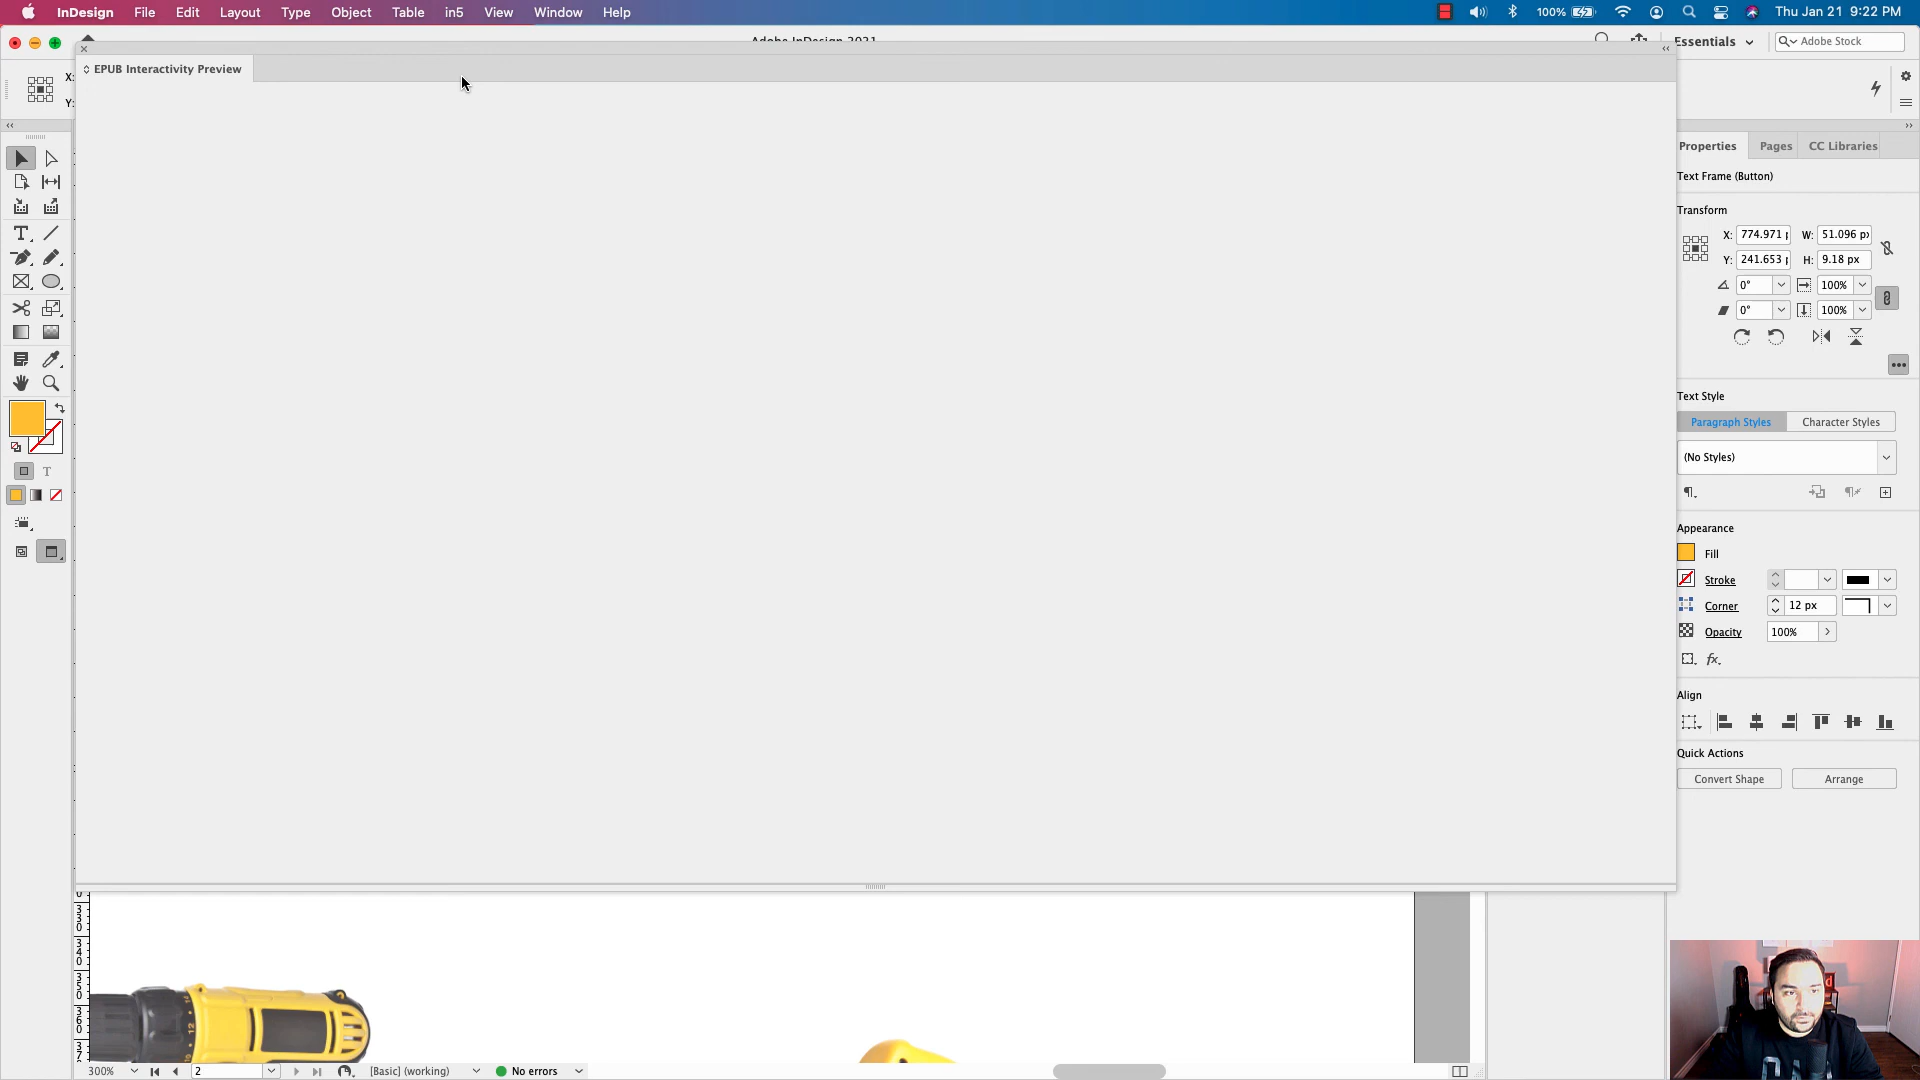 InDesign File Edit Layout Type Object Table in5 View Window Help 100% Thu Jan 21 9:22 PM
Essentials Adobe Stock
EPUB Interactivity Preview
X:
Y:
Properties Pages CC Libraries
Text Frame (Button)
Transform
X: 774.971 W: 51.096 px
Y: 241.653 H: 9.18 px
0° 100%
0° 100%
Text Style
Paragraph Styles Character Styles
(No Styles)
Appearance
Fill
Stroke
Corner 12 px
Opacity 100%
fx.
Align
Quick Actions
Convert Shape Arrange
300% 2 [Basic] (working) No errors